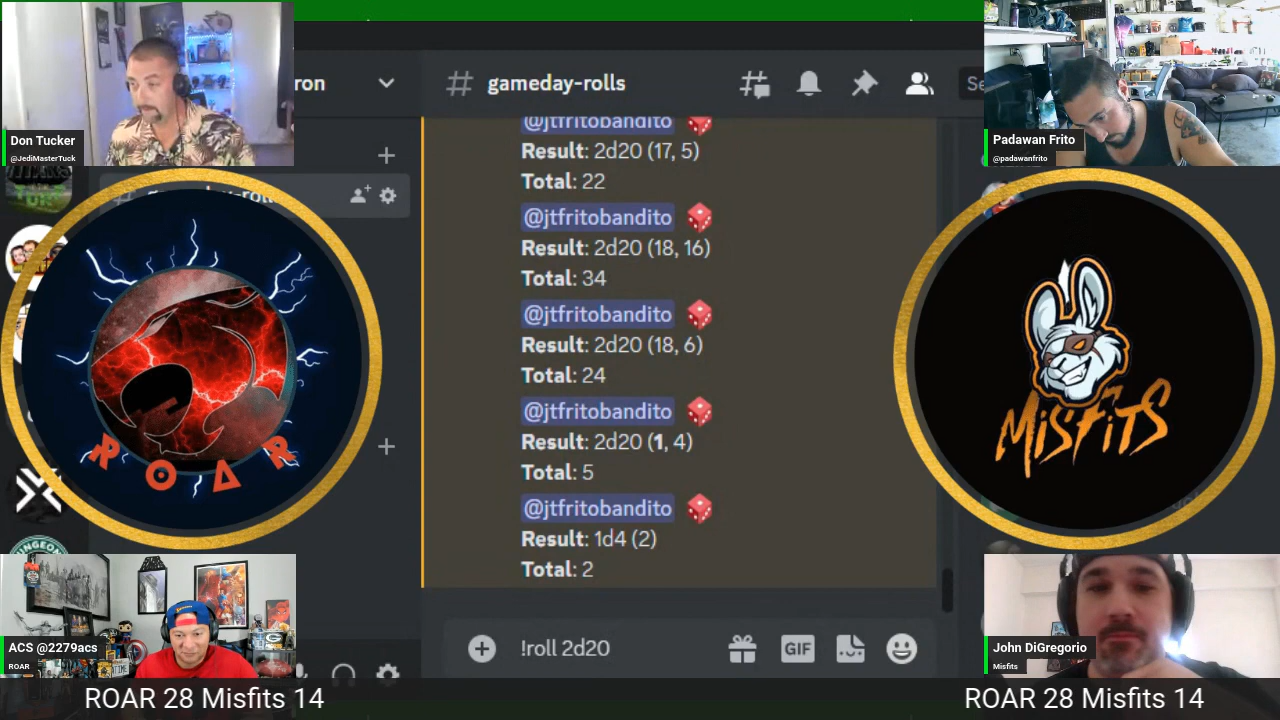 Don Tucker
@JediMasterTuck
ron
gameday-rolls
Se
Padawan Frito
@padawanfrito
@jtfritobandito
Result: 2d20 (17, 5)
Total: 22
@jtfritobandito
Result: 2d20 (18, 16)
Total: 34
@jtfritobandito
Result: 2d20 (18, 6)
Total: 24
@jtfritobandito
Result: 2d20 (1, 4)
Total: 5
@jtfritobandito
Result: 1d4 (2)
Total: 2
ROAR
MiSFiTS
!roll 2d20
GIF
ACS @2279acs
ROAR
John DiGregorio
Misfits
ROAR 28 Misfits 14
ROAR 28 Misfits 14